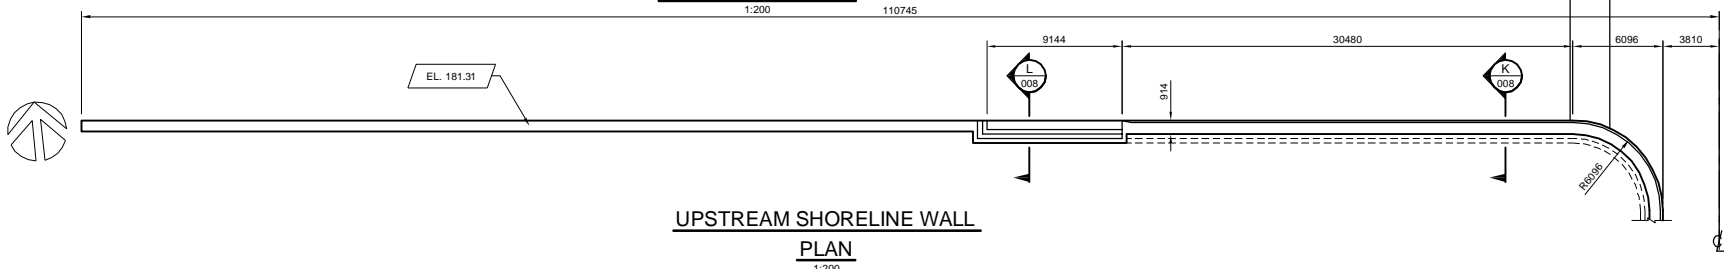 1:200
110745
9144
30480
6096
3810
EL. 181.31
L
008
K
008
914
R6096
UPSTREAM SHORELINE WALL
PLAN
1:200